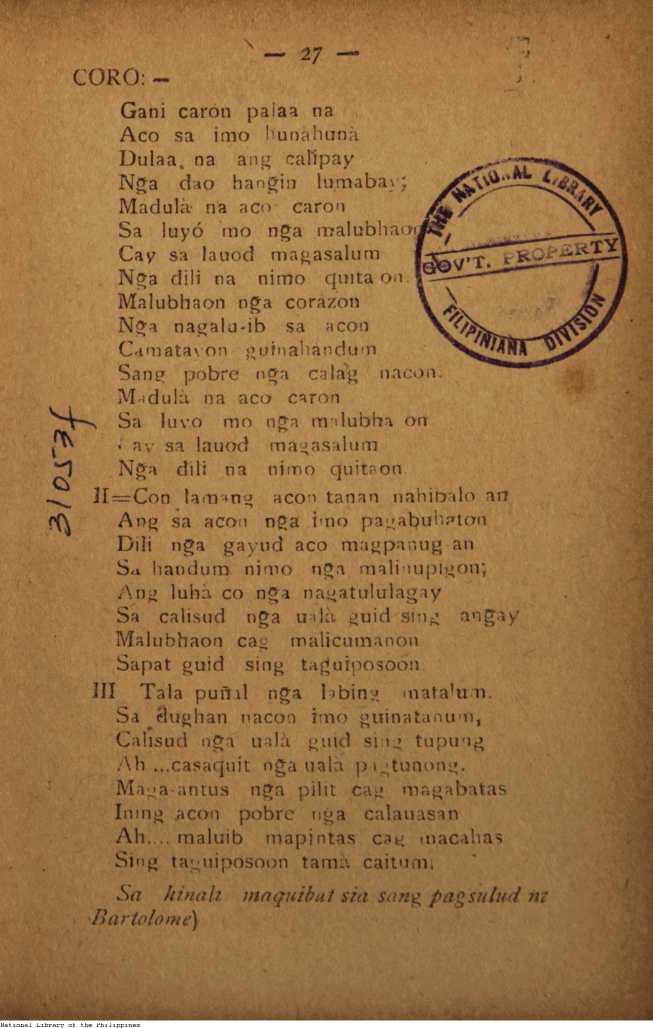 — 27 —
CORO: —
Gani caron palaa na
Aco sa imo hunahunà
Dulaa, na ang calipay
Nga dao hangin lumabay;
Madulà na aco caron
Sa luyó mo nga malubhaon
Cay sa lauod magasalum
Nga dili na nimo quitaon.
Malubhaon nga corazon
Nga nagalu-ib sa acon
Camatayon guinahandum
Sang pobre nga calag nacon.
Madulà na aco caron
Sa luyo mo nga malubha on
Cay sa lauod magasalum
Nga dili na nimo quitaon
II=Con lamang acon tanan nahibalo an
Ang sa acon nga imo pagabuhaton
Dili nga gayud aco magpanug-an
Sa handum nimo nga malinupigon;
Ang luhà co nga nagatululagay
Sa calisud nga ualà guid sing angay
Malubhaon cag malicumanon
Sapat guid sing taguiposoon.
III Tala puñal nga labing matalum.
Sa dughan nacon imo guinatanum,
Calisud nga ualà guid sing tupung
Ah ...casaquit nga ualà pagtunong.
Maga-antus nga pilit cag magabatas
Ining acon pobre nga calauasan
Ah.... maluib mapintas cag macahas
Sing taguiposoon tamà caitum.
Sa hinali maquibut sia sang pagsulud ni
Bartolome)
THE NATIONAL LIBRARY
GOV'T. PROPERTY
FILIPINIANA DIVISION
National Library of the Philippines